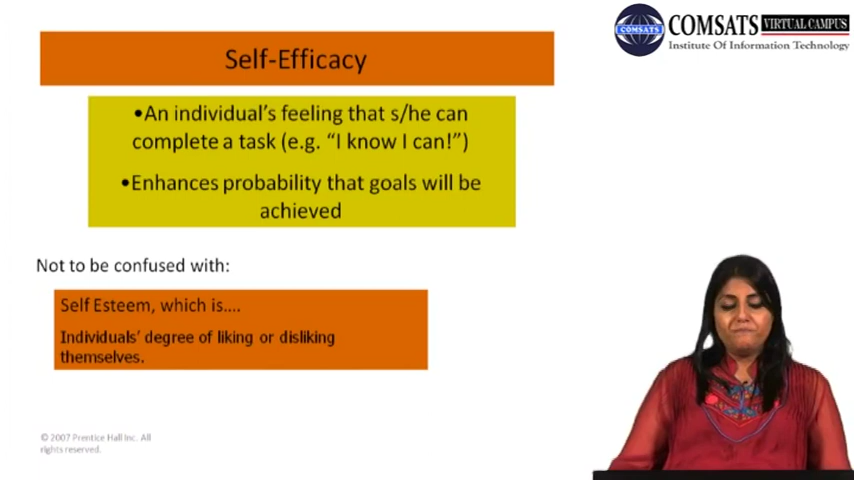 COMSATS VIRTUAL CAMPUS
COMSATS
Institute Of Information Technology
Self-Efficacy
•An individual's feeling that s/he can
complete a task (e.g. "I know I can!")
•Enhances probability that goals will be
achieved
Not to be confused with:
Self Esteem, which is....
Individuals' degree of liking or disliking
themselves.
© 2007 Prentice Hall Inc. All
rights reserved.